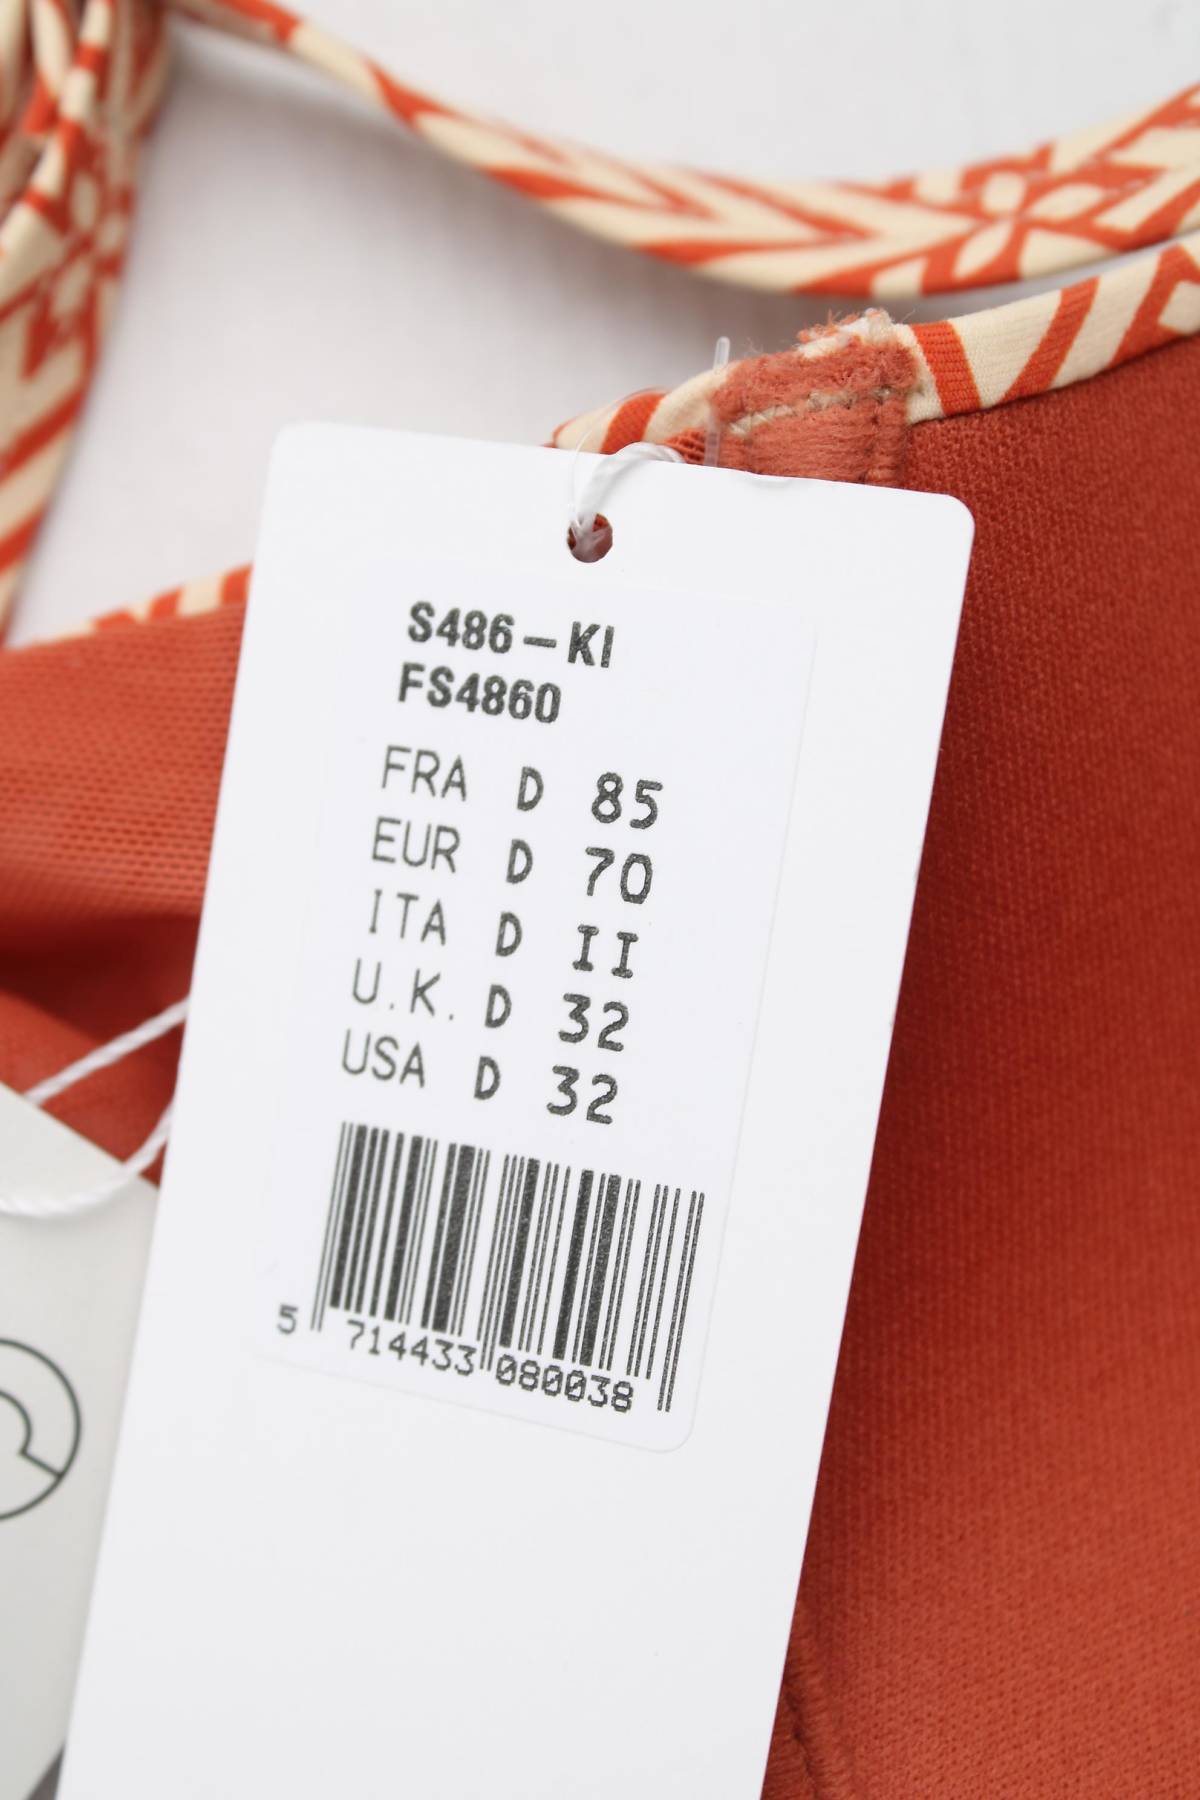 S486-KI
FS4860
FRA D 85
EUR D 70
ITA D II
U.K. D 32
USA D 32
5 714433 080038